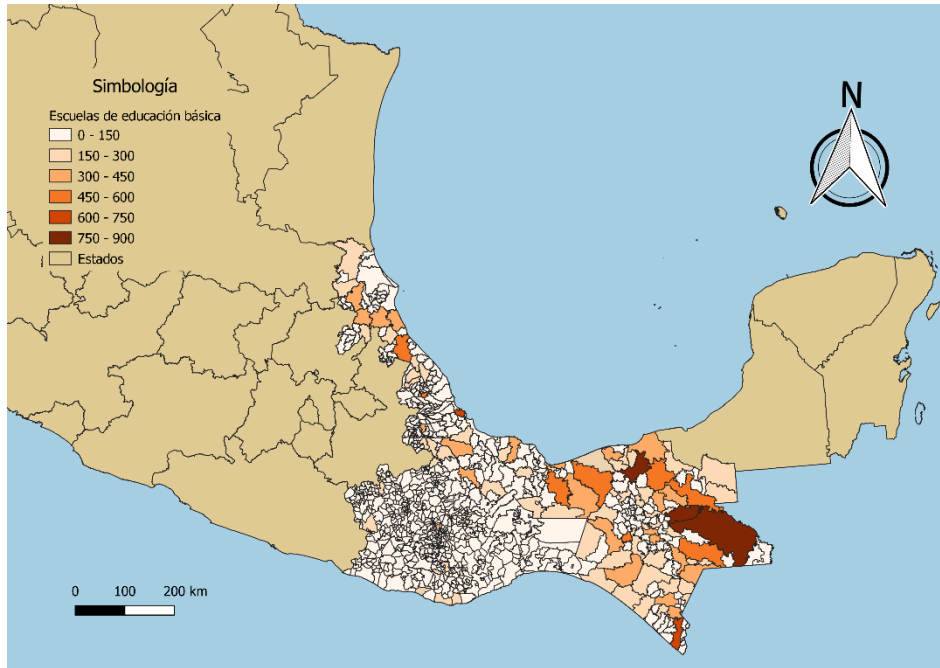 Simbología
Escuelas de educación básica
0 - 150
150 - 300
300 - 450
450 - 600
600 - 750
750 - 900
Estados
N
0 100 200 km